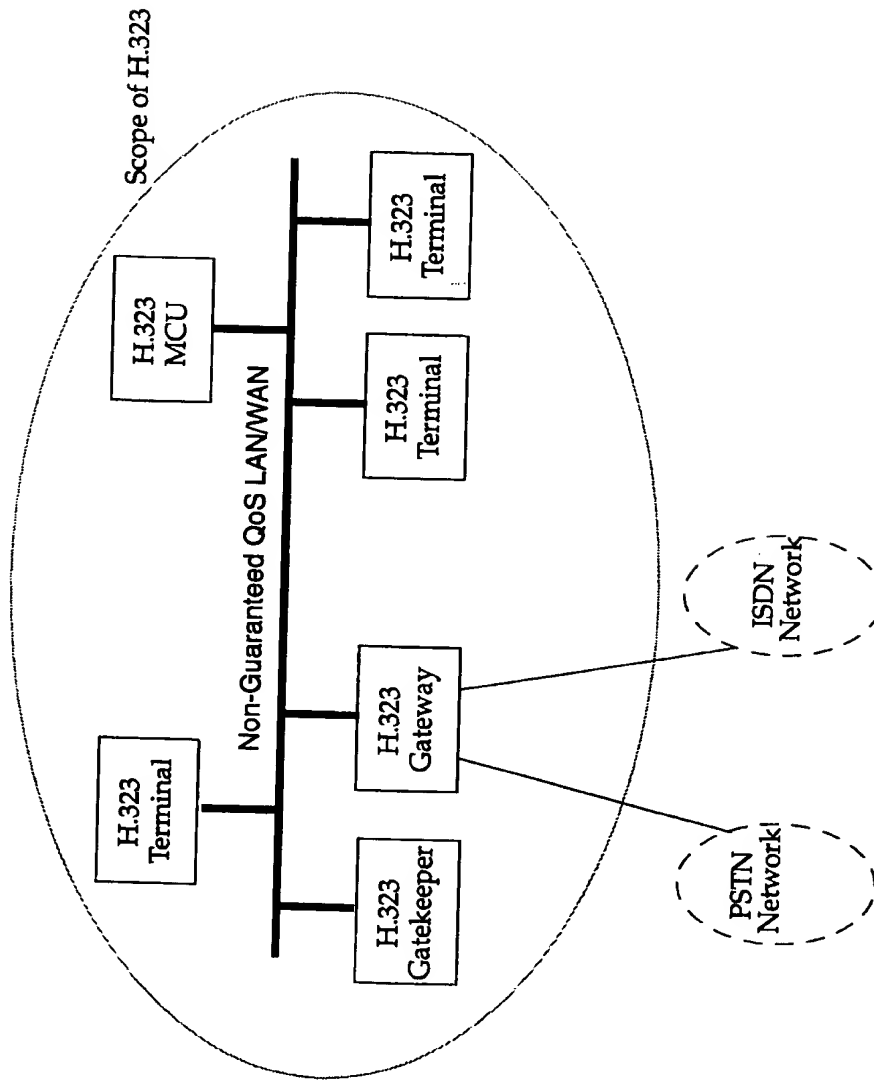 Scope of H.323
H.323
Terminal
H.323
MCU
Non-Guaranteed QoS LAN/WAN
H.323
Gatekeeper
H.323
Gateway
H.323
Terminal
H.323
Terminal
PSTN
Network
ISDN
Network